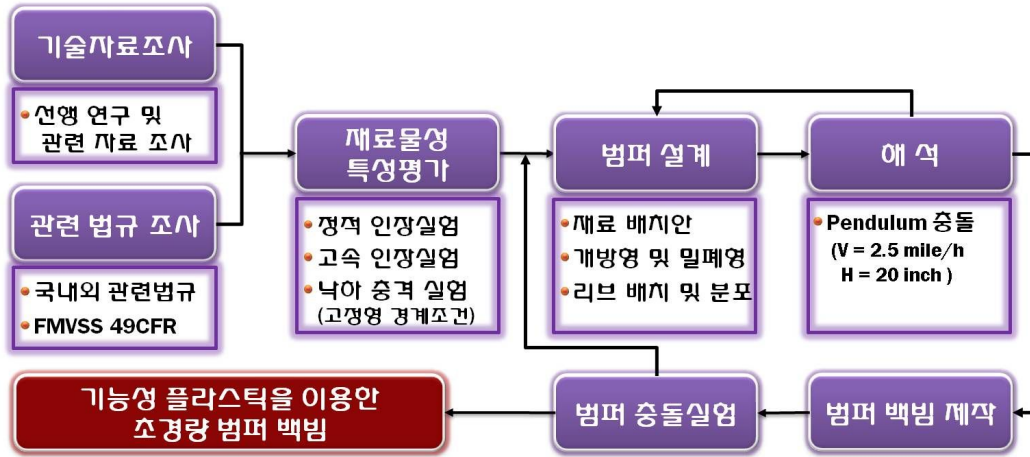 기술자료조사
선행 연구 및
관련 자료 조사
관련 법규 조사
국내외 관련법규
FMVSS 49CFR
재료물성
특성평가
정적 인장실험
고속 인장실험
낙하 충격 실험
(고정형 경계조건)
범퍼 설계
재료 배치안
개방형 및 밀폐형
리브 배치 및 분포
해 석
Pendulum 충돌
(V = 2.5 mile/h
H = 20 inch )
범퍼 백빔 제작
범퍼 충돌실험
기능성 플라스틱을 이용한
초경량 범퍼 백빔